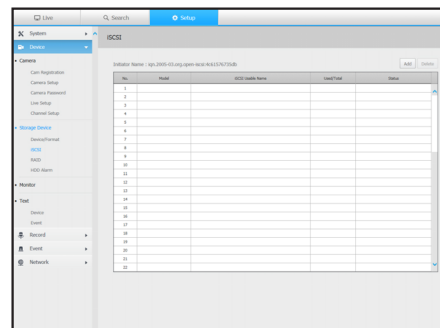 Live
Search
Setup
System
Device
Camera
Cam Registration
Camera Setup
Camera Password
Live Setup
Channel Setup
Storage Device
Device/Format
iSCSI
RAID
HDD Alarm
Monitor
Text
Device
Event
Record
Event
Network
iSCSI
Add
Delete
No. Model iSCSI Usable Name Used/Total Status
1
2
3
4
5
6
7
8
9
10
11
12
13
14
15
16
17
18
19
20
21
22